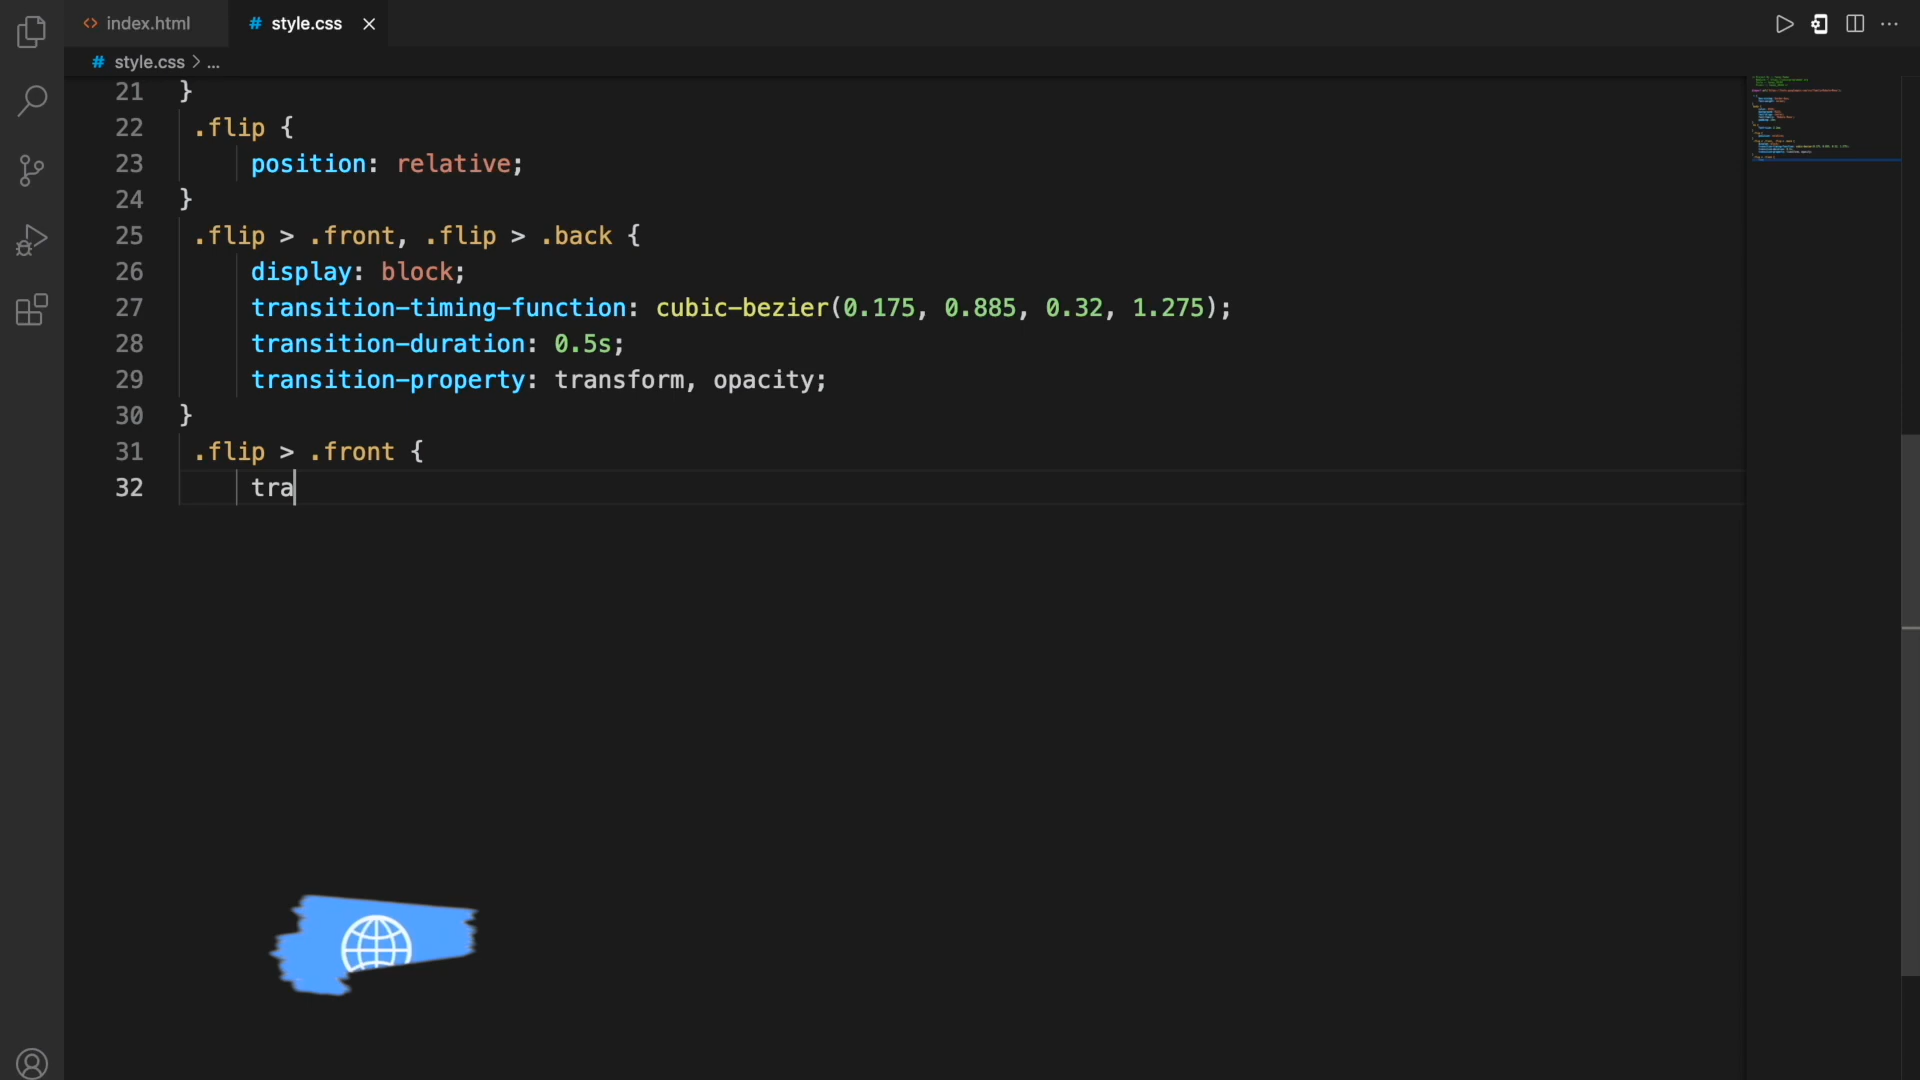 index.html
# style.css
# style.css > ...
21 }
22 .flip {
23 position: relative;
24 }
25 .flip > .front, .flip > .back {
26 display: block;
27 transition-timing-function: cubic-bezier(0.175, 0.885, 0.32, 1.275);
28 transition-duration: 0.5s;
29 transition-property: transform, opacity;
30 }
31 .flip > .front {
32 tra